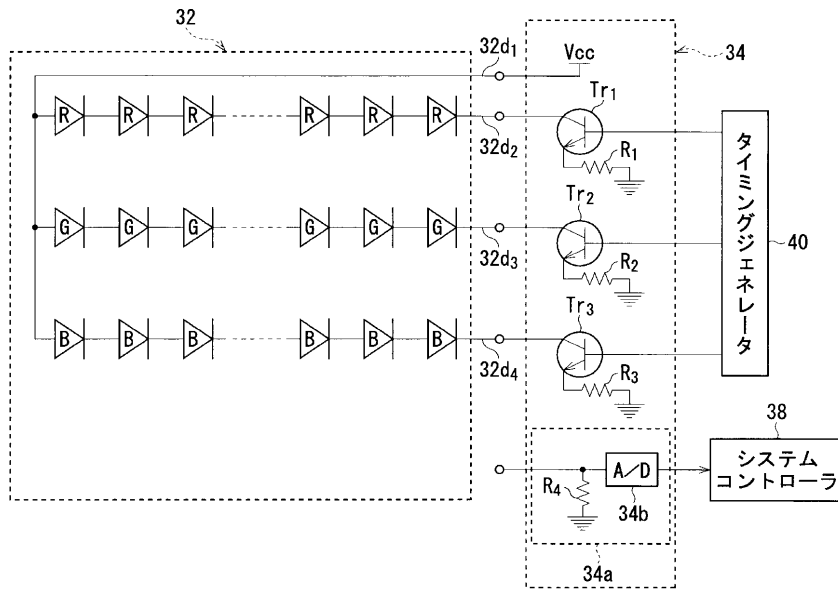 32
32d1
Vcc
34
Tr1
R R R R R R
32d2
R1
Tr2
G G G G G G
32d3
R2
Tr3
B B B B B B
32d4
R3
タイミングジェネレータ
40
38
A/D
システム
コントローラ
R4
34b
34a